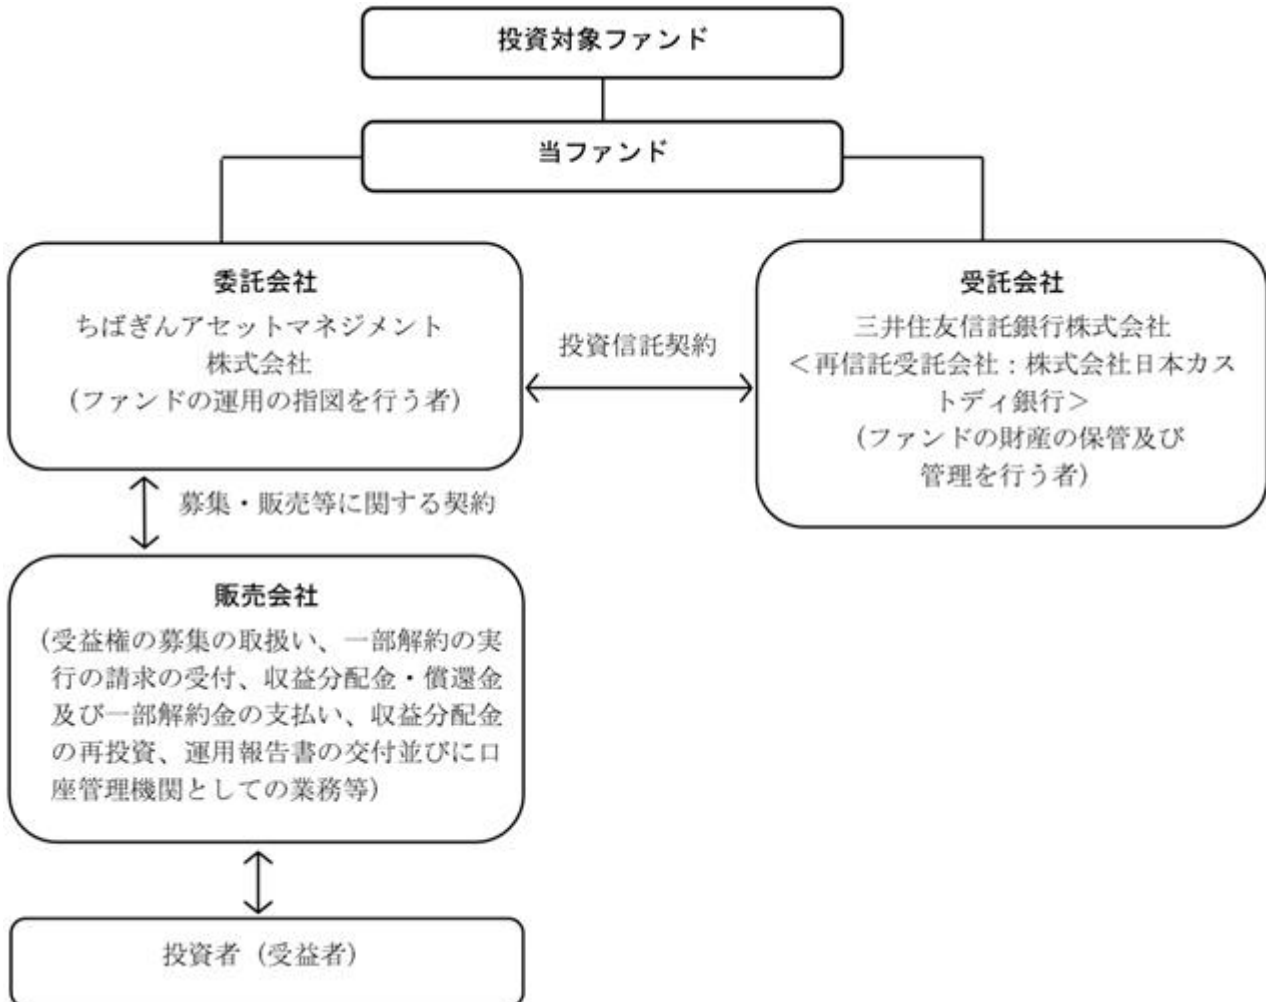 投資対象ファンド
当ファンド
委託会社
ちばぎんアセットマネジメント
株式会社
(ファンドの運用の指図を行う者)
投資信託契約
受託会社
三井住友信託銀行株式会社
<再信託受託会社:株式会社日本カス
トディ銀行>
(ファンドの財産の保管及び
管理を行う者)
募集・販売等に関する契約
販売会社
(受益権の募集の取扱い、一部解約の実
行の請求の受付、収益分配金・償還金
及び一部解約金の支払い、収益分配金
の再投資、運用報告書の交付並びに口
座管理機関としての業務等)
投資者 (受益者)